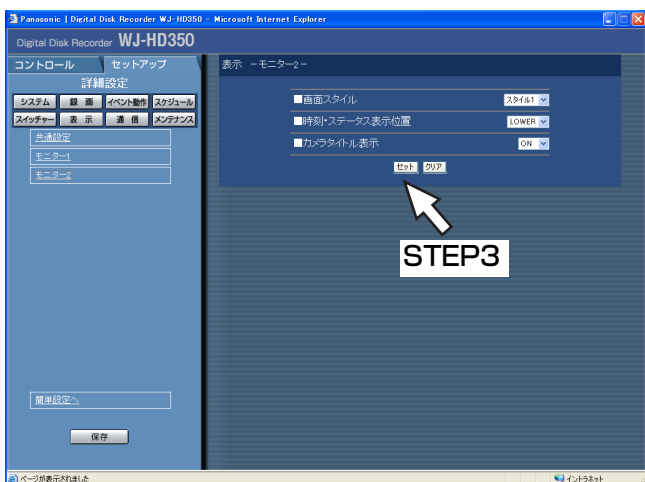 Panasonic | Digital Disk Recorder WJ-HD350 - Microsoft Internet Explorer
Digital Disk Recorder WJ-HD350
コントロール セットアップ
詳細設定
システム 録 画 イベント動作 スケジュール
スイッチャー 表 示 通 信 メンテナンス
共通設定
モニター1
モニター2
簡単設定へ
保存
表示 －モニター2－
■画面スタイル スタイル1
■時刻・ステータス表示位置 LOWER
■カメラタイトル表示 ON
セット クリア
STEP3
ページが表示されました イントラネット